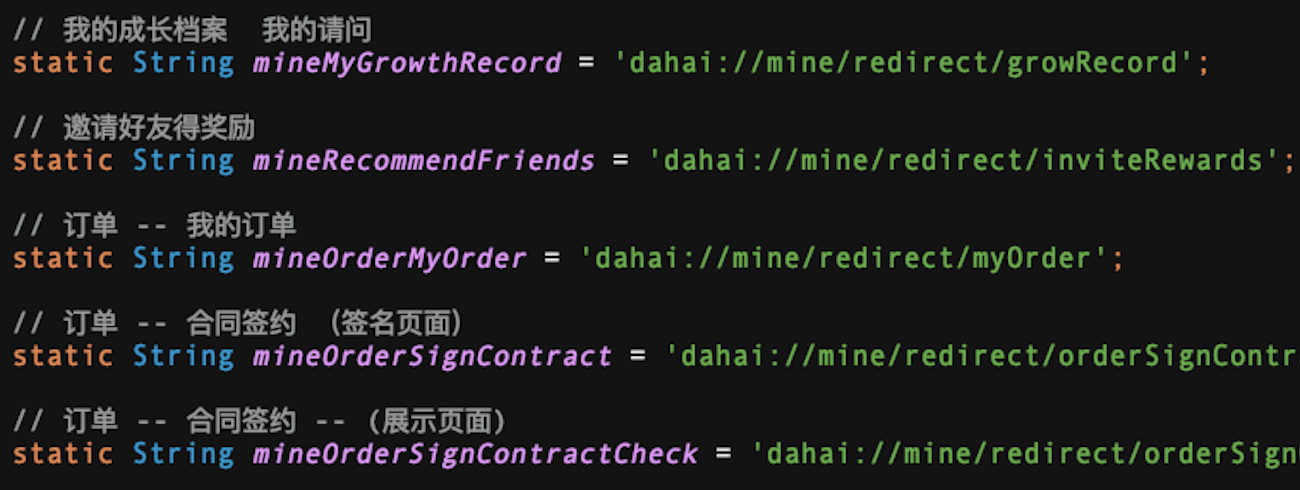 // 我的成长档案  我的请问
static String mineMyGrowthRecord = 'dahai://mine/redirect/growRecord';
// 邀请好友得奖励
static String mineRecommendFriends = 'dahai://mine/redirect/inviteRewards';
// 订单 -- 我的订单
static String mineOrderMyOrder = 'dahai://mine/redirect/myOrder';
// 订单 -- 合同签约 （签名页面）
static String mineOrderSignContract = 'dahai://mine/redirect/orderSignContr
// 订单 -- 合同签约 -- (展示页面)
static String mineOrderSignContractCheck = 'dahai://mine/redirect/orderSign